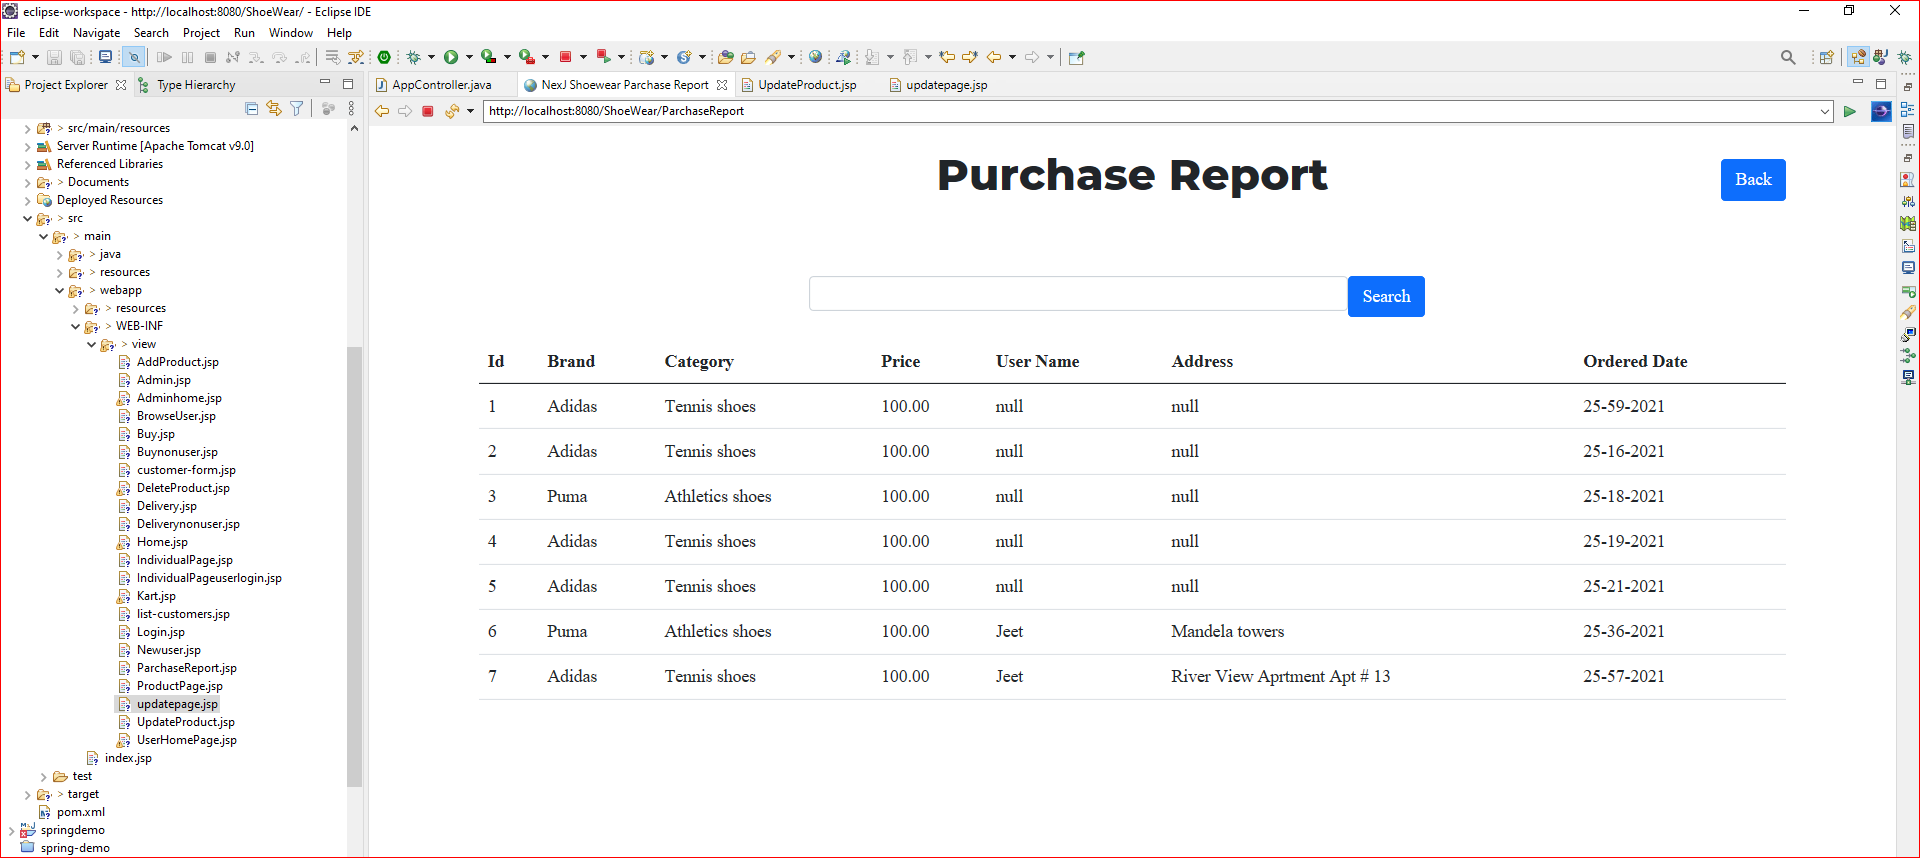 eclipse-workspace - http://localhost:8080/ShoeWear/ - Eclipse IDE
File Edit Navigate Search Project Run Window Help
Project Explorer Type Hierarchy
AppController.java NexJ Shoewear Parchase Report UpdateProduct.jsp updatepage.jsp
http://localhost:8080/ShoeWear/ParchaseReport
> src/main/resources
Server Runtime [Apache Tomcat v9.0]
Referenced Libraries
> Documents
Deployed Resources
> src
> main
> java
> resources
> webapp
> resources
> WEB-INF
> view
AddProduct.jsp
Admin.jsp
Adminhome.jsp
BrowseUser.jsp
Buy.jsp
Buynonuser.jsp
customer-form.jsp
DeleteProduct.jsp
Delivery.jsp
Deliverynonuser.jsp
Home.jsp
IndividualPage.jsp
IndividualPageuserlogin.jsp
Kart.jsp
list-customers.jsp
Login.jsp
Newuser.jsp
ParchaseReport.jsp
ProductPage.jsp
updatepage.jsp
UpdateProduct.jsp
UserHomePage.jsp
index.jsp
test
> target
pom.xml
springdemo
spring-demo
Purchase Report
Back
Search
Id Brand Category Price User Name Address Ordered Date
1 Adidas Tennis shoes 100.00 null null 25-59-2021
2 Adidas Tennis shoes 100.00 null null 25-16-2021
3 Puma Athletics shoes 100.00 null null 25-18-2021
4 Adidas Tennis shoes 100.00 null null 25-19-2021
5 Adidas Tennis shoes 100.00 null null 25-21-2021
6 Puma Athletics shoes 100.00 Jeet Mandela towers 25-36-2021
7 Adidas Tennis shoes 100.00 Jeet River View Aprtment Apt # 13 25-57-2021